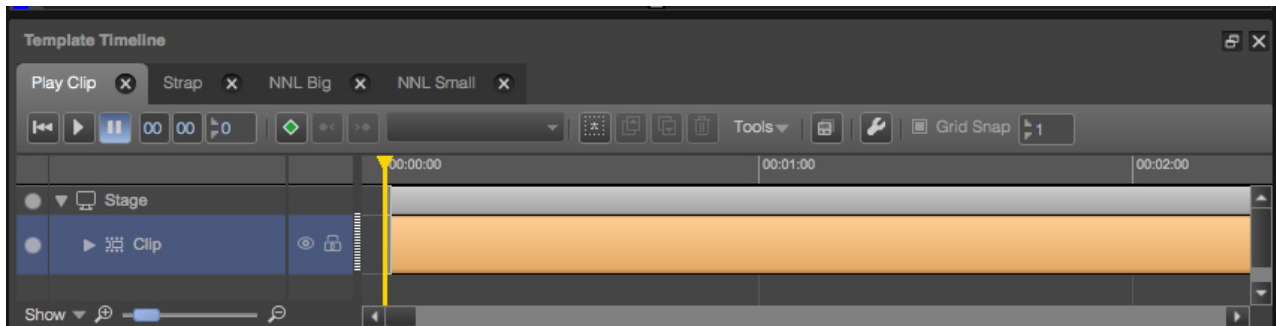 Template Timeline
Play Clip Strap NNL Big NNL Small
00 00 0 Tools Grid Snap 1
00:00:00 00:01:00 00:02:00
Stage
Clip
Show